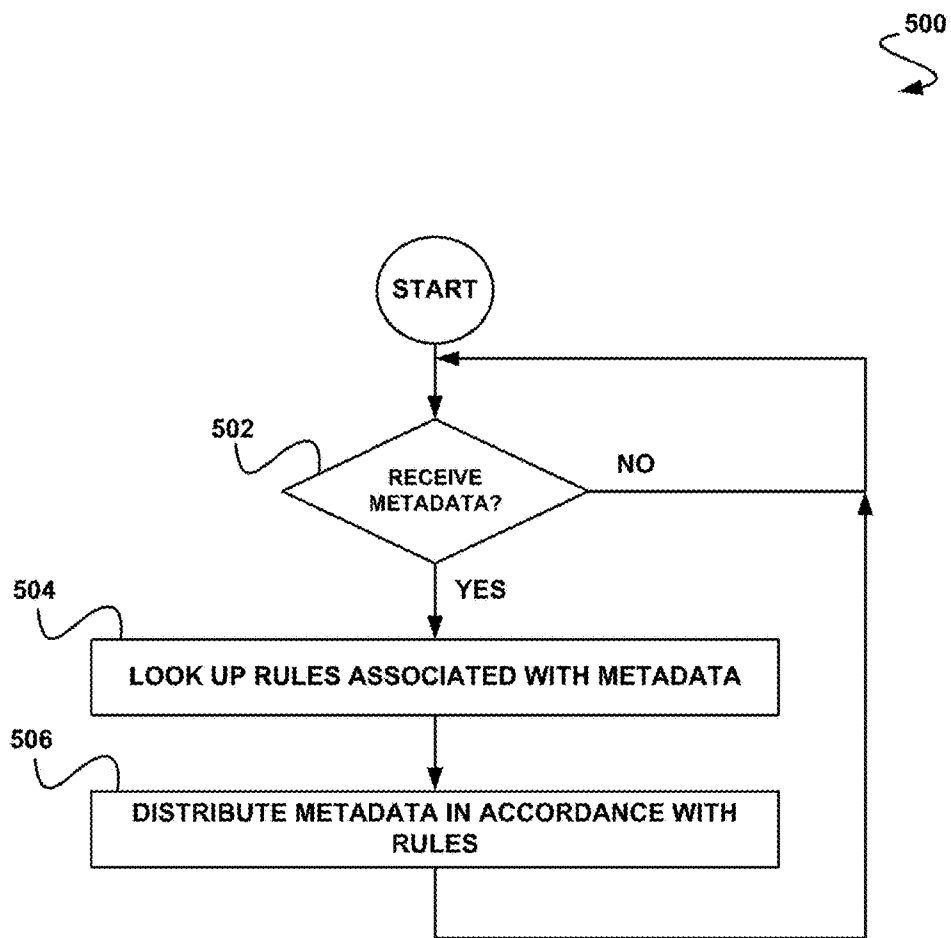 500
START
502
RECEIVE
METADATA?
NO
YES
504
LOOK UP RULES ASSOCIATED WITH METADATA
506
DISTRIBUTE METADATA IN ACCORDANCE WITH
RULES